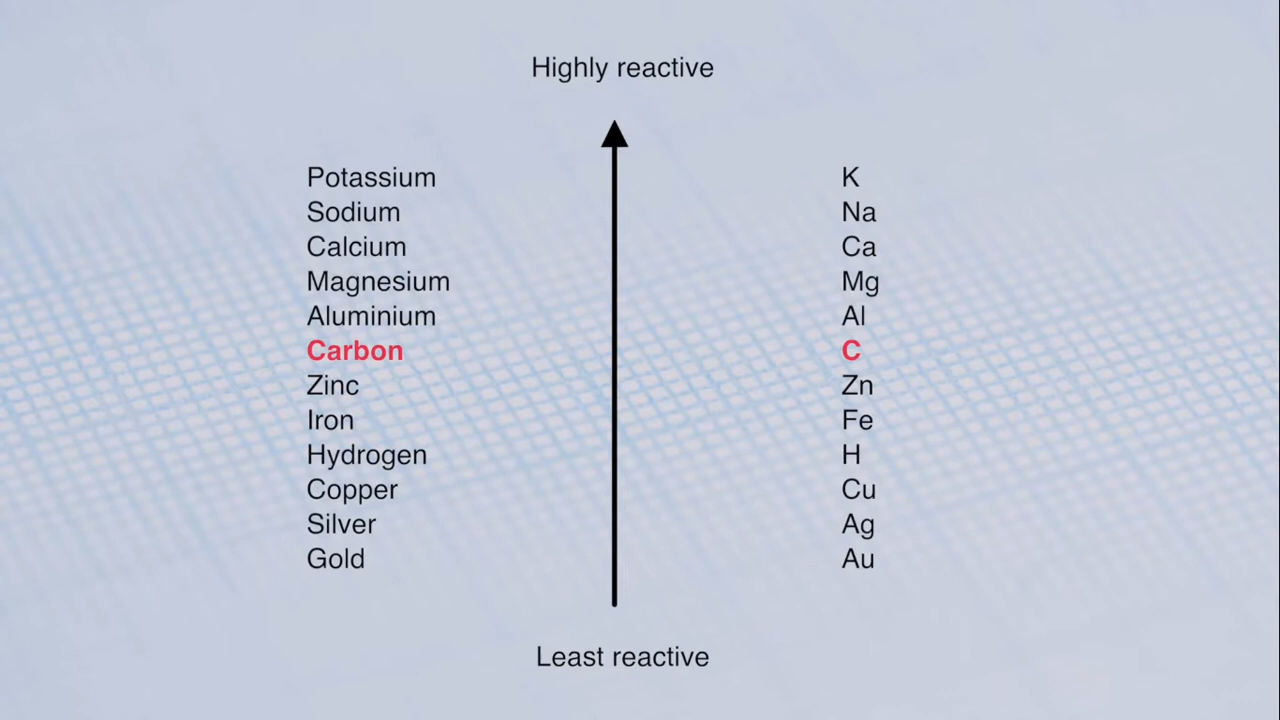 Highly reactive
Potassium K
Sodium Na
Calcium Ca
Magnesium Mg
Aluminium Al
Carbon C
Zinc Zn
Iron Fe
Hydrogen H
Copper Cu
Silver Ag
Gold Au
Least reactive